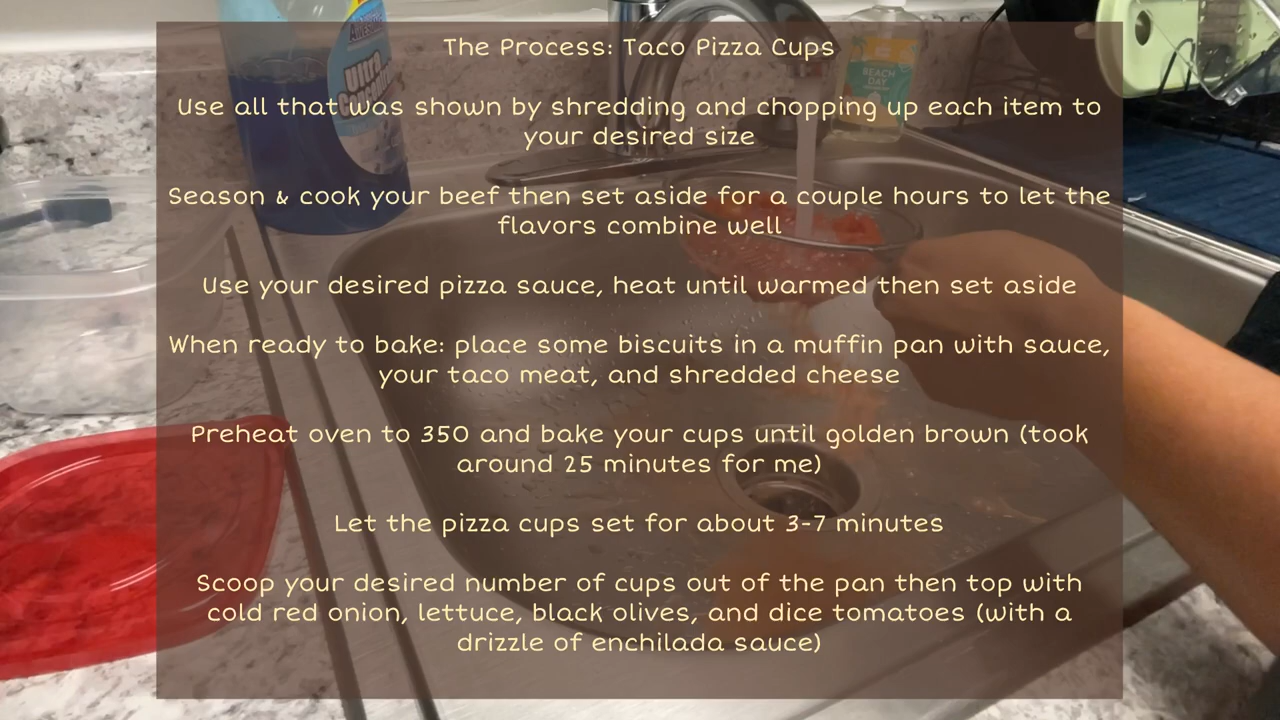 The Process: Taco Pizza Cups
Use all that was shown by shredding and chopping up each item to
your desired size
Season & cook your beef then set aside for a couple hours to let the
flavors combine well
Use your desired pizza sauce, heat until warmed then set aside
When ready to bake: place some biscuits in a muffin pan with sauce,
your taco meat, and shredded cheese
Preheat oven to 350 and bake your cups until golden brown (took
around 25 minutes for me)
Let the pizza cups set for about 3-7 minutes
Scoop your desired number of cups out of the pan then top with
cold red onion, lettuce, black olives, and dice tomatoes (with a
drizzle of enchilada sauce)
Awesome
Ultra
BEACH
DAY